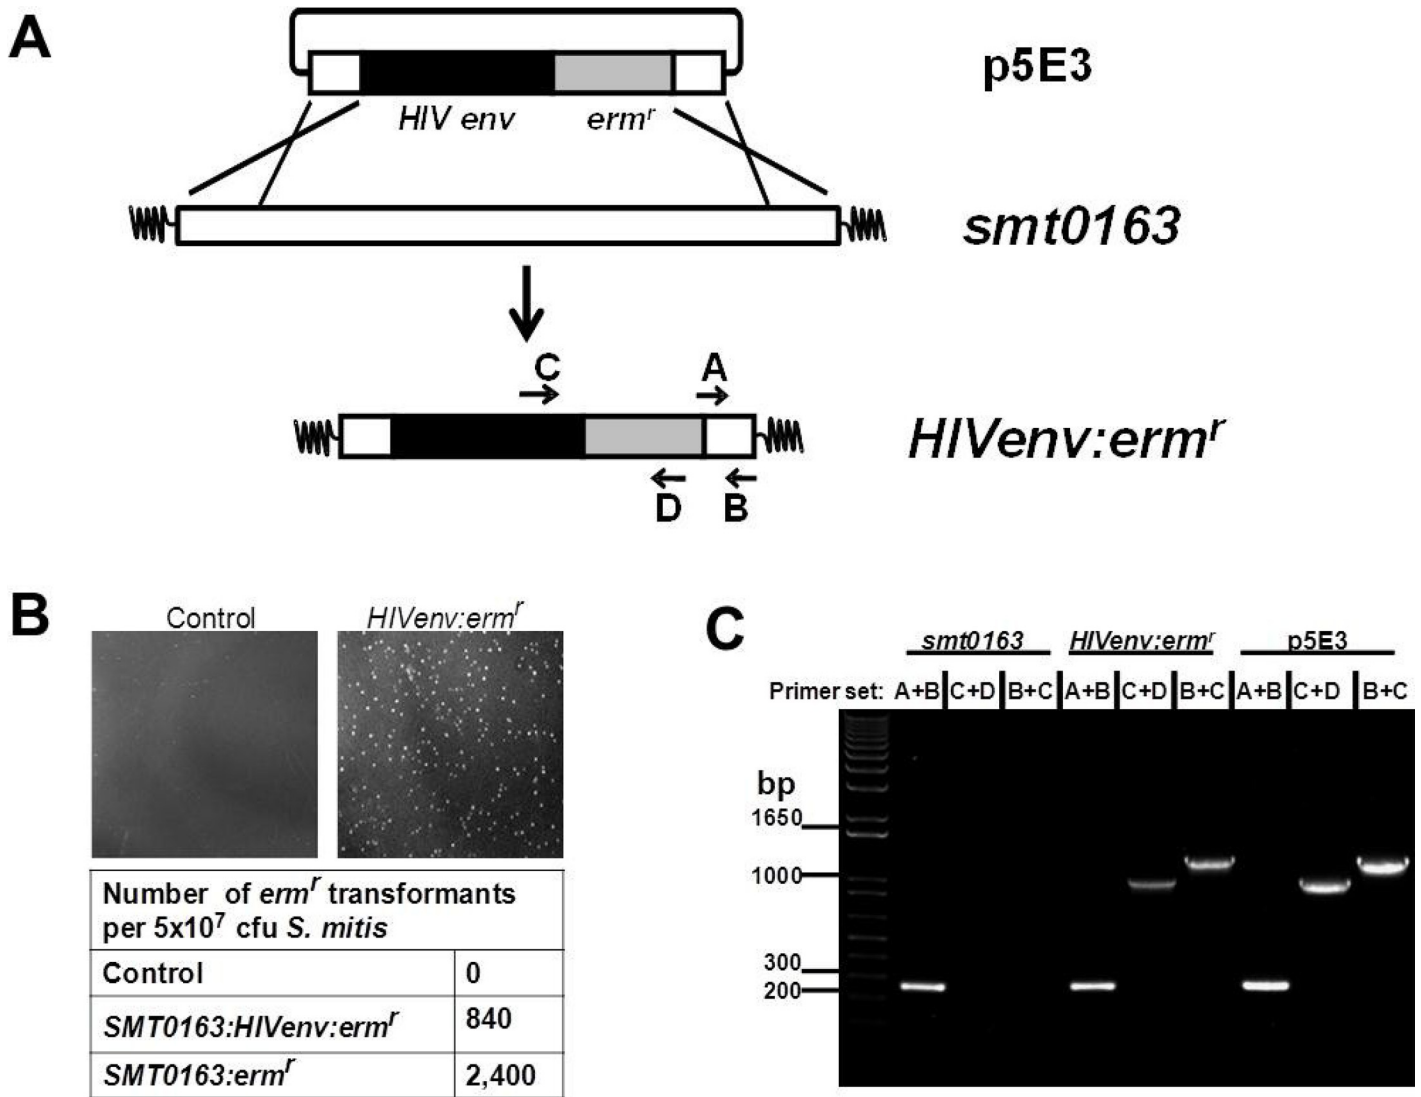 A
p5E3
HIV env erm^r
smt0163
C A
HIVenv:erm^r
D B
B
Control HIVenv:erm^r
Number of erm^r transformants
per 5x10^7 cfu S. mitis
Control 0
SMT0163:HIVenv:erm^r 840
SMT0163:erm^r 2,400
C
smt0163 HIVenv:erm^r p5E3
Primer set: A+B C+D B+C A+B C+D B+C A+B C+D B+C
bp
1650
1000
300
200